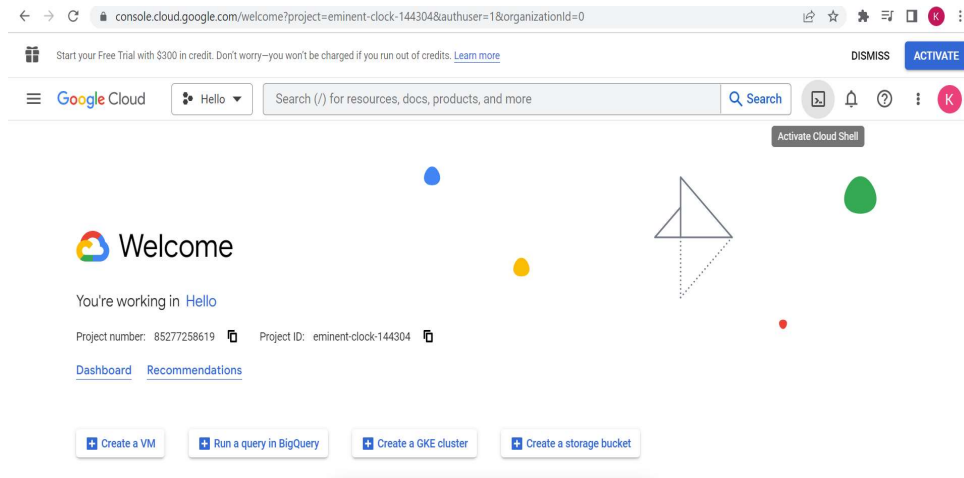 console.cloud.google.com/welcome?project=eminent-clock-144304&authuser=1&organizationId=0
K
Start your Free Trial with $300 in credit. Don't worry—you won't be charged if you run out of credits. Learn more
DISMISS
ACTIVATE
Google Cloud
Hello
Search (/) for resources, docs, products, and more
Search
K
Activate Cloud Shell
Welcome
You're working in Hello
Project number: 85277258619 Project ID: eminent-clock-144304
Dashboard Recommendations
Create a VM Run a query in BigQuery Create a GKE cluster Create a storage bucket